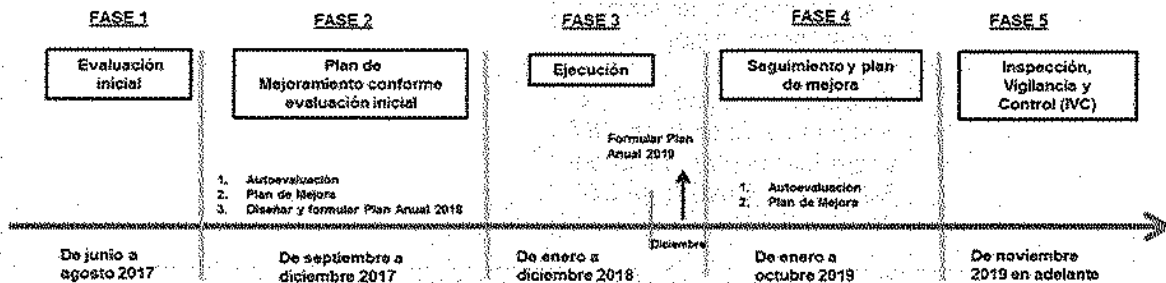 FASE 1
Evaluación
inicial
De junio a
agosto 2017
FASE 2
Plan de
Mejoramiento conforme
evaluación inicial
1. Autoevaluación
2. Plan de Mejora
3. Diseñar y formular Plan Anual 2018
De septiembre a
diciembre 2017
FASE 3
Ejecución
Formular Plan
Anual 2019
Diciembre
De enero a
diciembre 2018
FASE 4
Seguimiento y plan
de mejora
1. Autoevaluación
2. Plan de Mejora
De enero a
octubre 2019
FASE 5
Inspección,
Vigilancia y
Control (IVC)
De noviembre
2019 en adelante